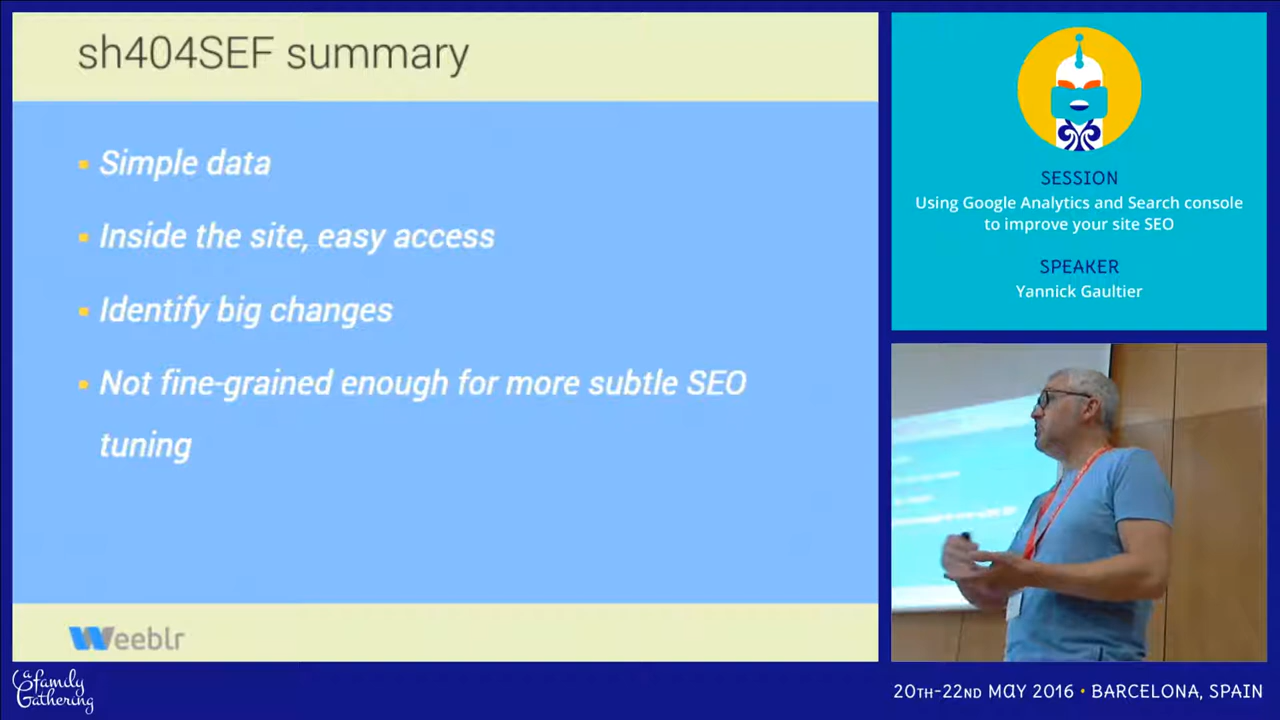 sh404SEF summary
Simple data
Inside the site, easy access
Identify big changes
Not fine-grained enough for more subtle SEO
tuning
Weeblr
SESSION
Using Google Analytics and Search console
to improve your site SEO
SPEAKER
Yannick Gaultier
a family
Gathering
20TH-22ND MAY 2016 • BARCELONA, SPAIN